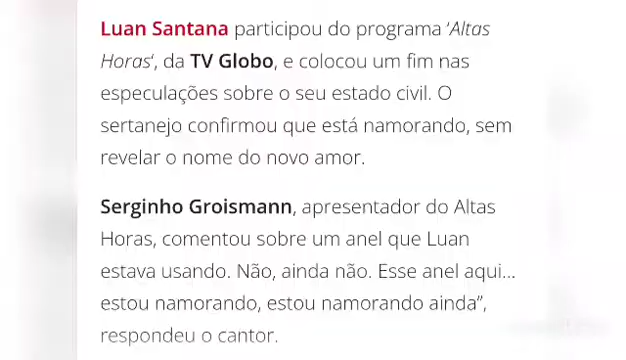 Luan Santana participou do programa ‘Altas
Horas‘, da TV Globo, e colocou um fim nas
especulações sobre o seu estado civil. O
sertanejo confirmou que está namorando, sem
revelar o nome do novo amor.
Serginho Groismann, apresentador do Altas
Horas, comentou sobre um anel que Luan
estava usando. Não, ainda não. Esse anel aqui...
estou namorando, estou namorando ainda”,
respondeu o cantor.